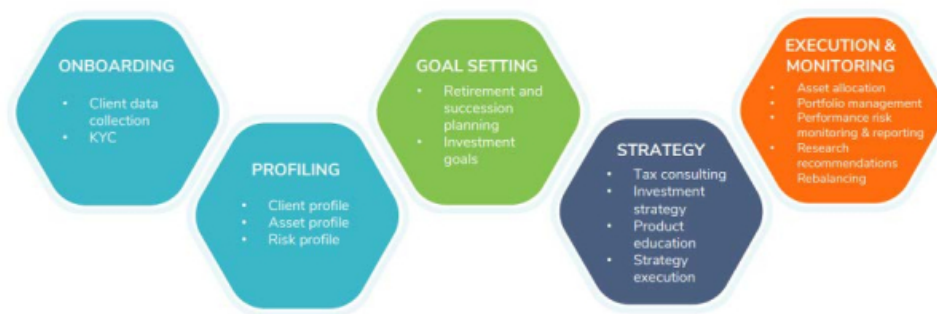 ONBOARDING
• Client data
collection
• KYC
PROFILING
• Client profile
• Asset profile
• Risk profile
GOAL SETTING
• Retirement and
succession
planning
• Investment
goals
STRATEGY
• Tax consulting
• Investment
strategy
• Product
education
• Strategy
execution
EXECUTION &
MONITORING
• Asset allocation
• Portfolio management
• Performance risk
monitoring & reporting
• Research
recommendations
Rebalancing